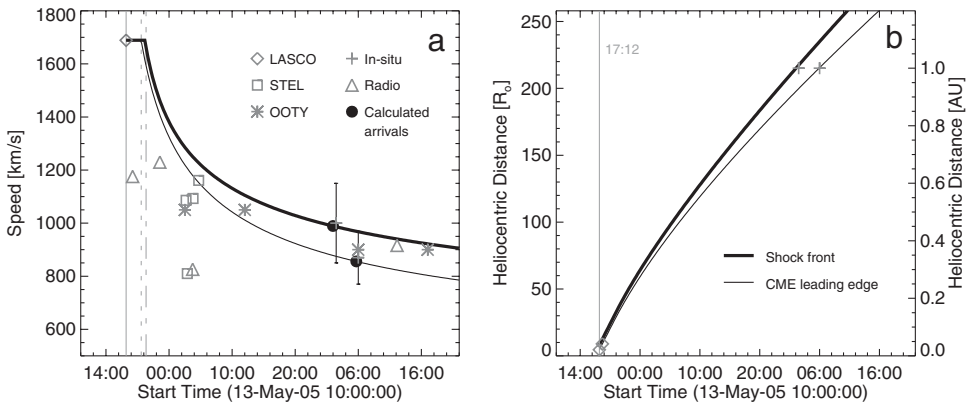 a
1800
1600
1400
1200
1000
800
600
Speed [km/s]
LASCO
STEL
OOTY
In-situ
Radio
Calculated
arrivals
14:00 00:00 10:00 20:00 06:00 16:00
Start Time (13-May-05 10:00:00)
b
17:12
250
200
150
100
50
0
Heliocentric Distance [R⊙]
1.0
0.8
0.6
0.4
0.2
0.0
Heliocentric Distance [AU]
Shock front
CME leading edge
14:00 00:00 10:00 20:00 06:00 16:00
Start Time (13-May-05 10:00:00)